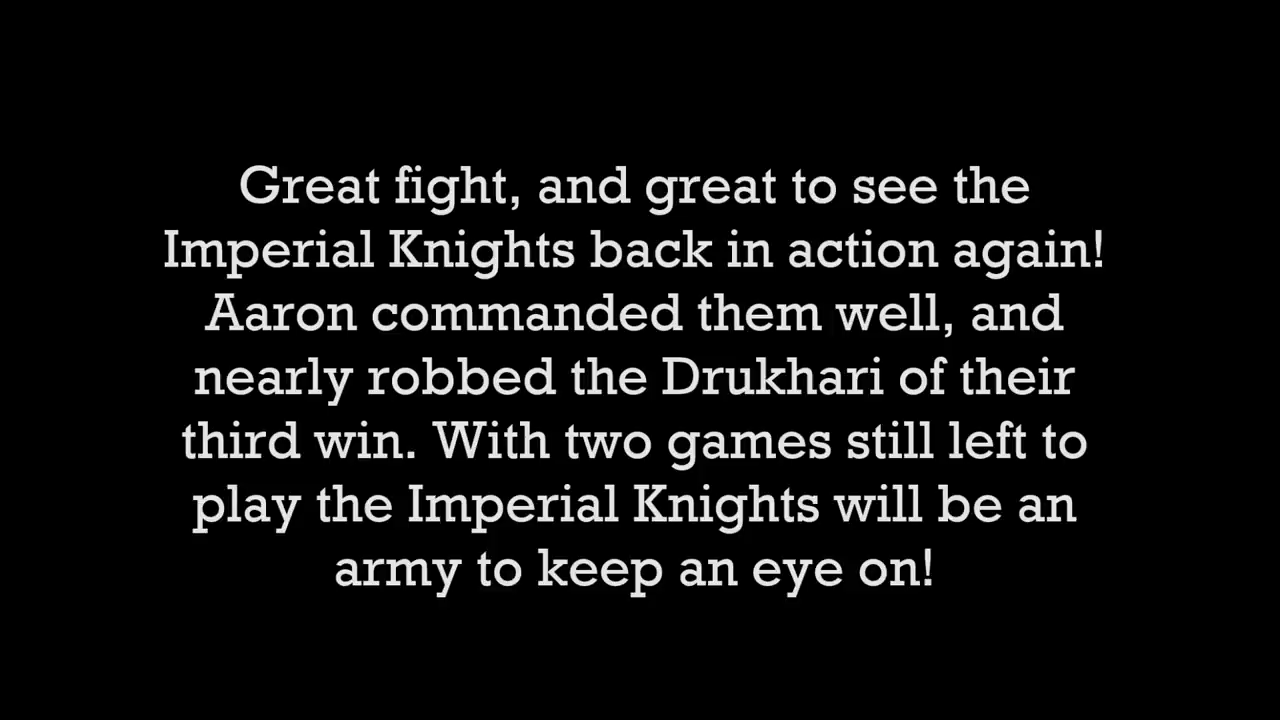 Great fight, and great to see the
Imperial Knights back in action again!
Aaron commanded them well, and
nearly robbed the Drukhari of their
third win. With two games still left to
play the Imperial Knights will be an
army to keep an eye on!